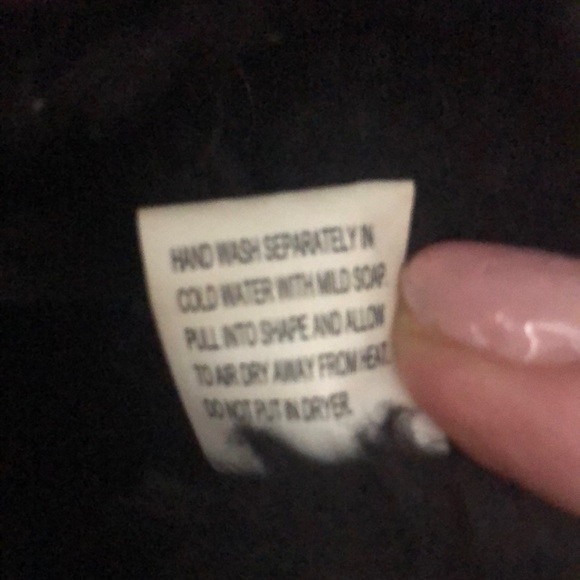 HAND WASH SEPARATELY IN
COLD WATER WITH MILD SOAP
PULL INTO SHAPE AND ALLOW
TO AIR DRY AWAY FROM HEAT.
DO NOT PUT IN DRYER.